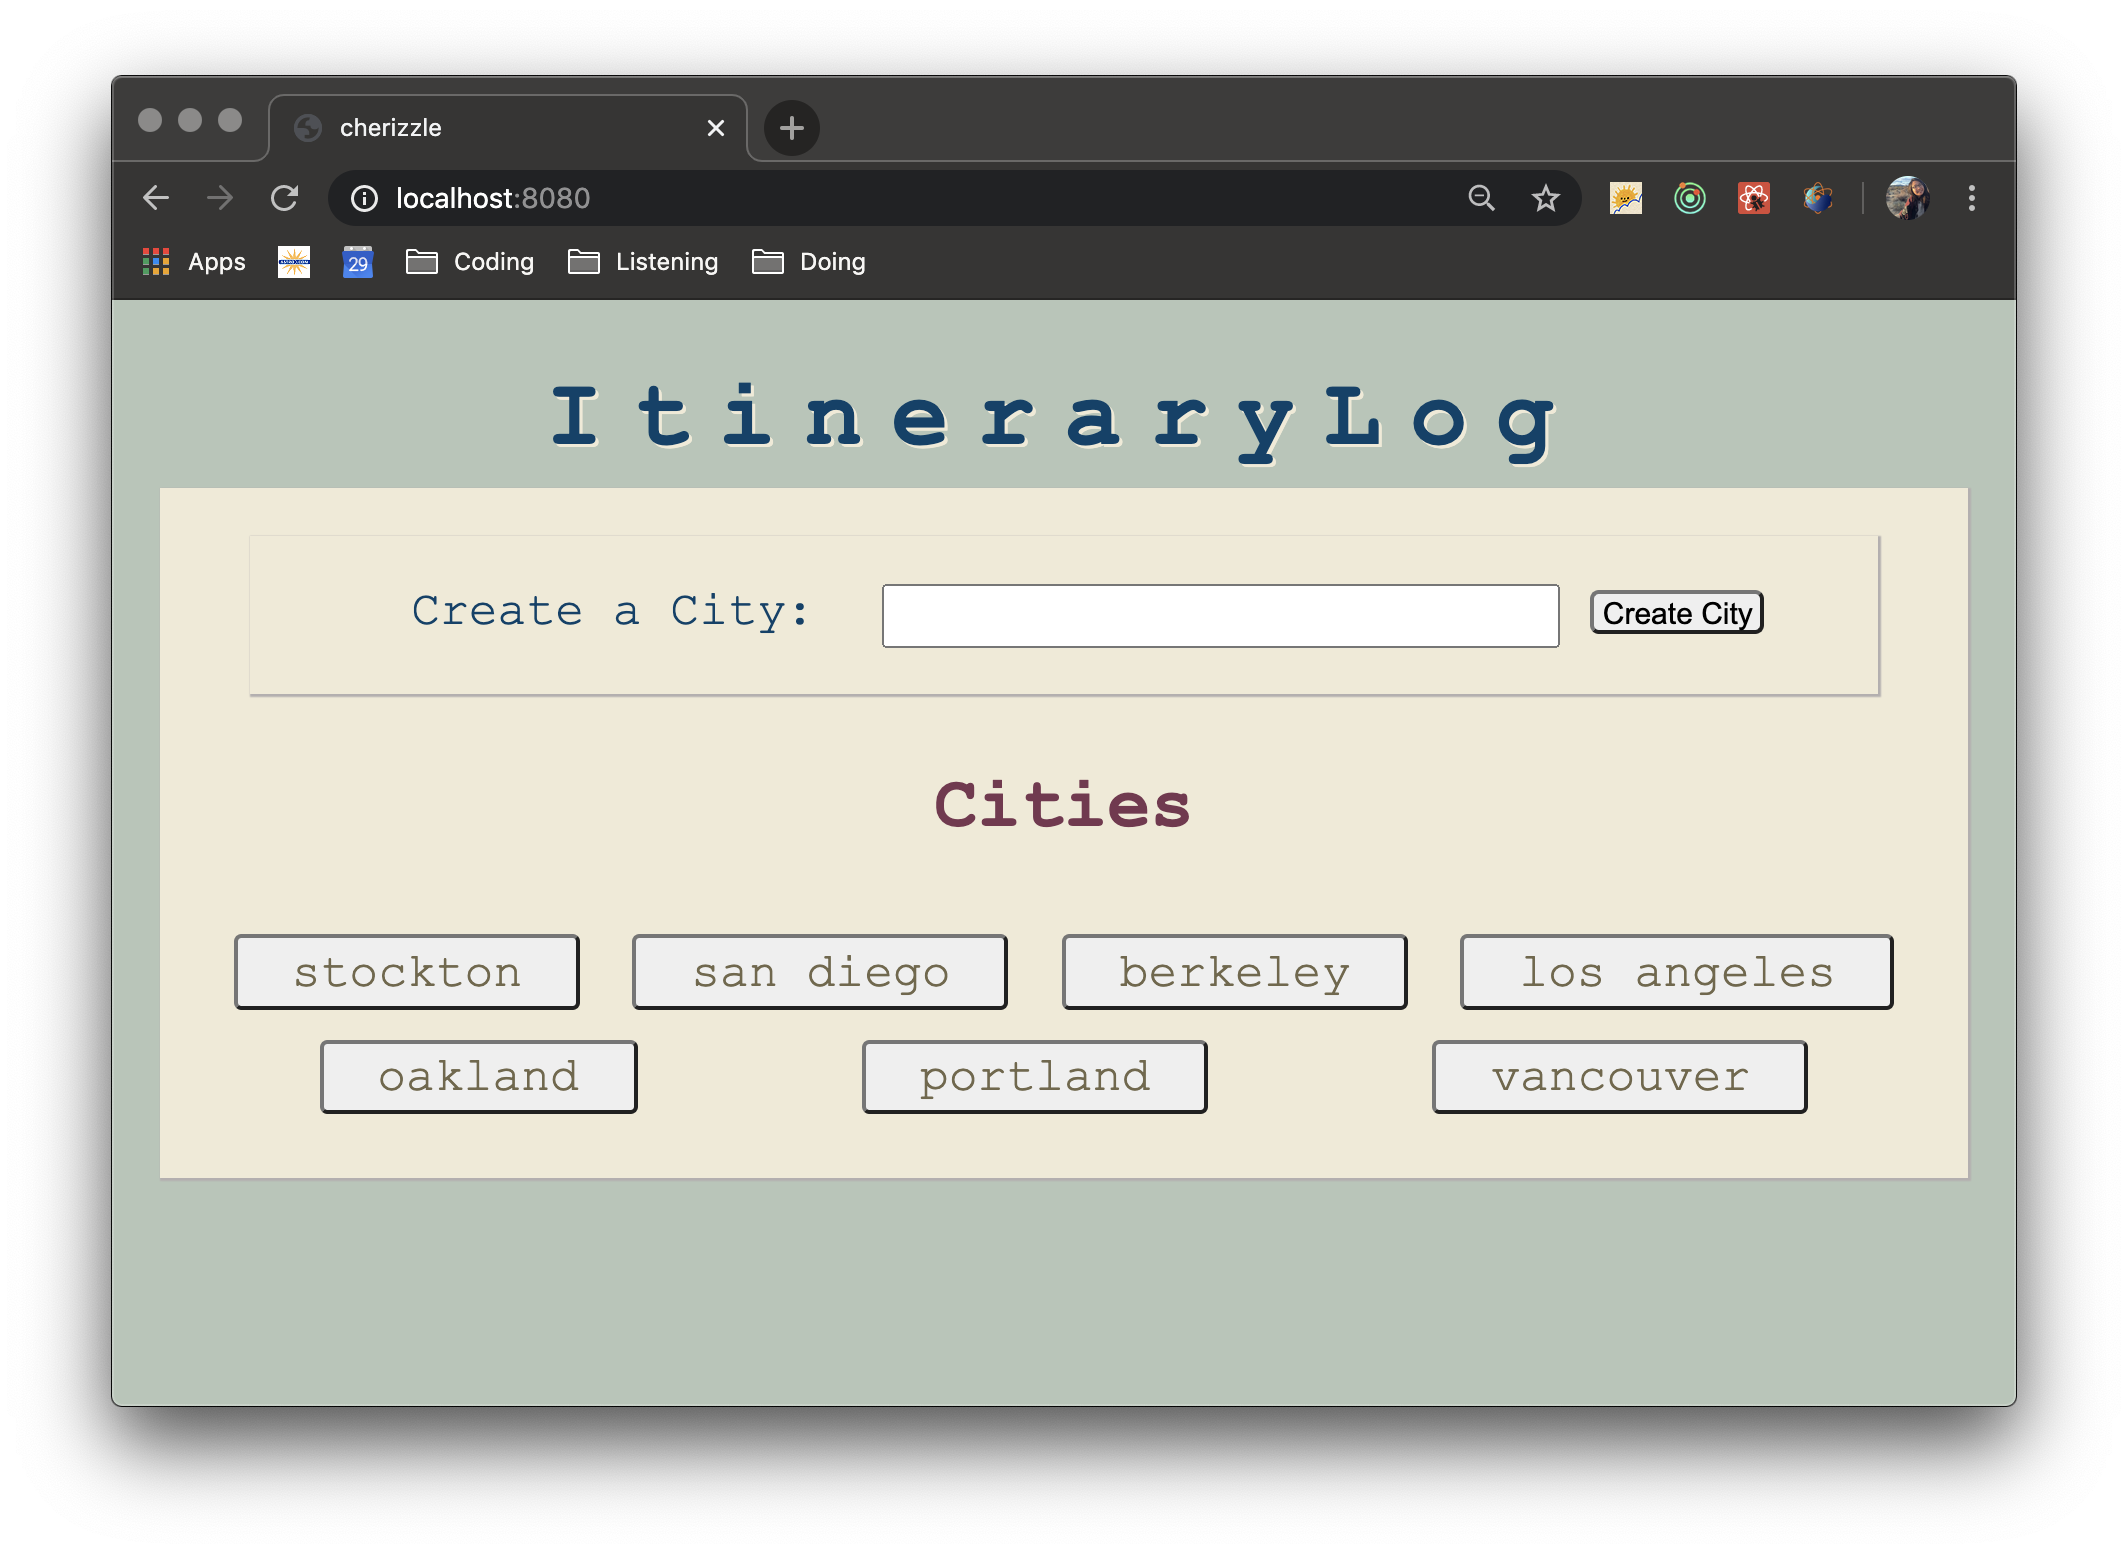 cherizzle
localhost:8080
Apps 29 Coding Listening Doing
ItineraryLog
Create a City: Create City
Cities
stockton san diego berkeley los angeles
oakland portland vancouver